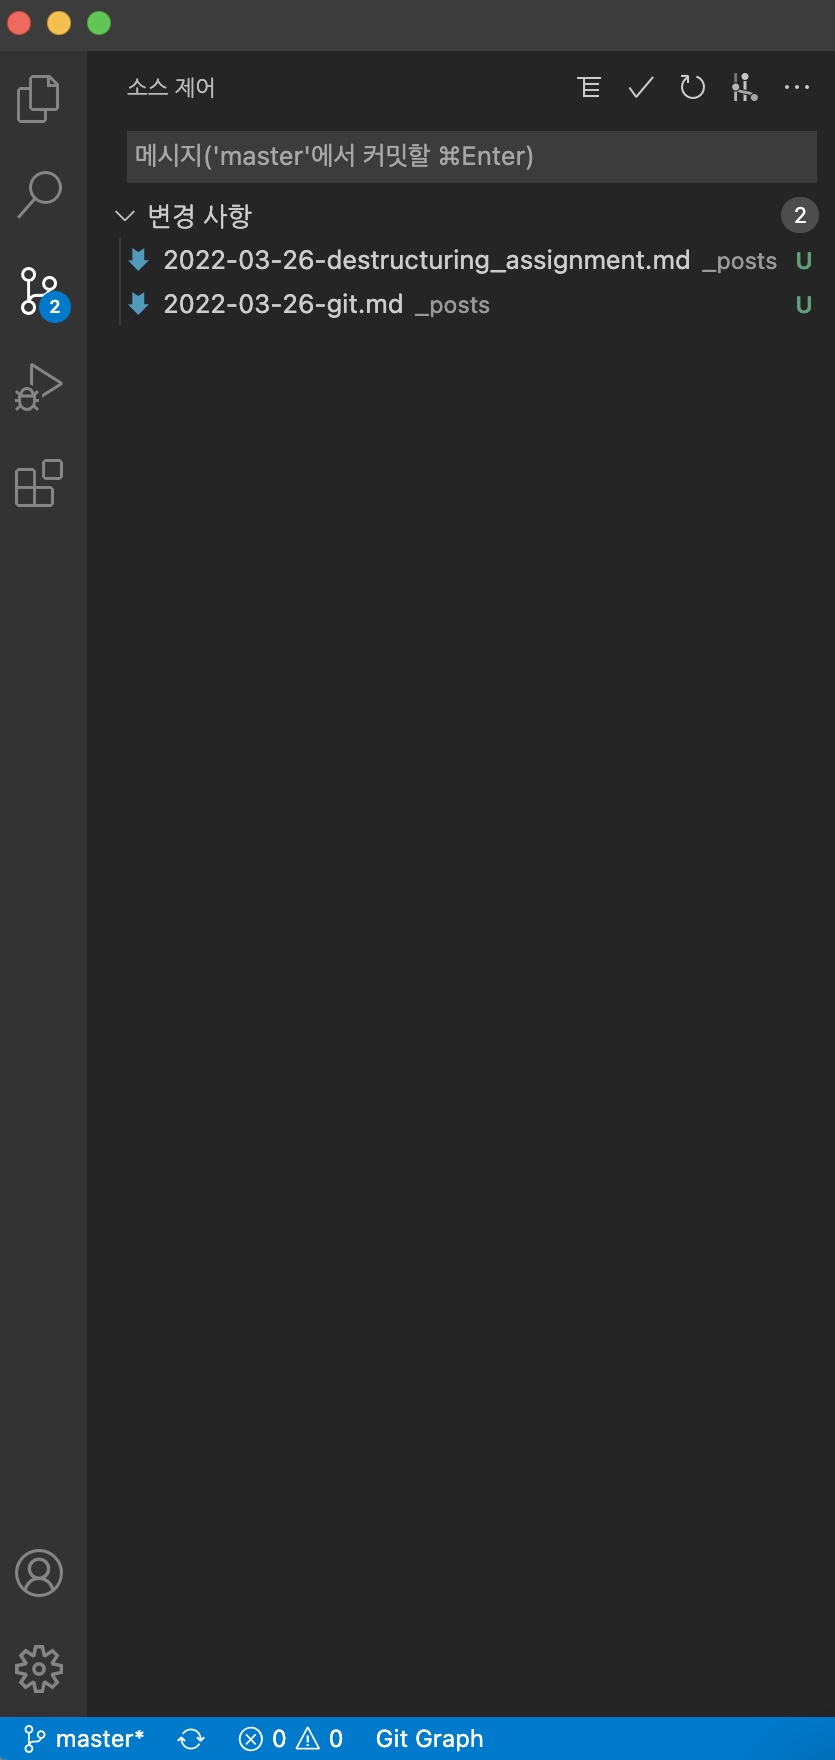 소스 제어
메시지('master'에서 커밋할 ⌘Enter)
변경 사항 2
2022-03-26-destructuring_assignment.md _posts U
2022-03-26-git.md _posts U
2
master* 0 0 Git Graph